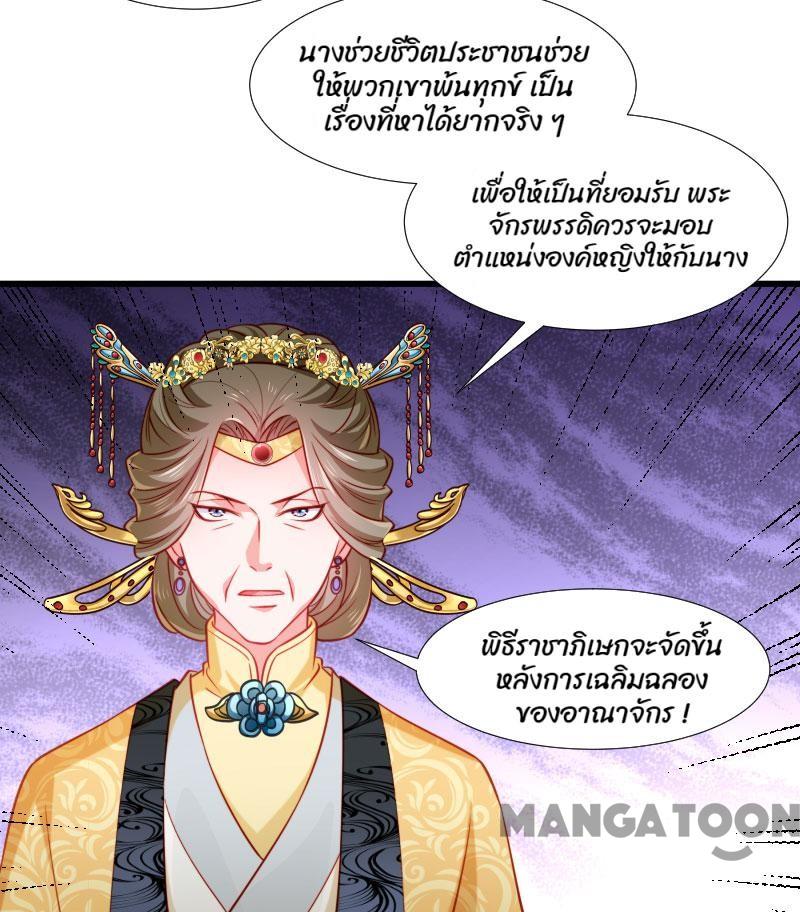 นางช่วยชีวิตประชาชนช่วย
ให้พวกเขาพ้นทุกข์ เป็น
เรื่องที่หาได้ยากจริง ๆ
เพื่อให้เป็นที่ยอมรับ พระ
จักรพรรดิควรจะมอบ
ตำแหน่งองค์หญิงให้กับนาง
พิธีราชาภิเษกจะจัดขึ้น
หลังการเฉลิมฉลอง
ของอาณาจักร !
MANGATOON